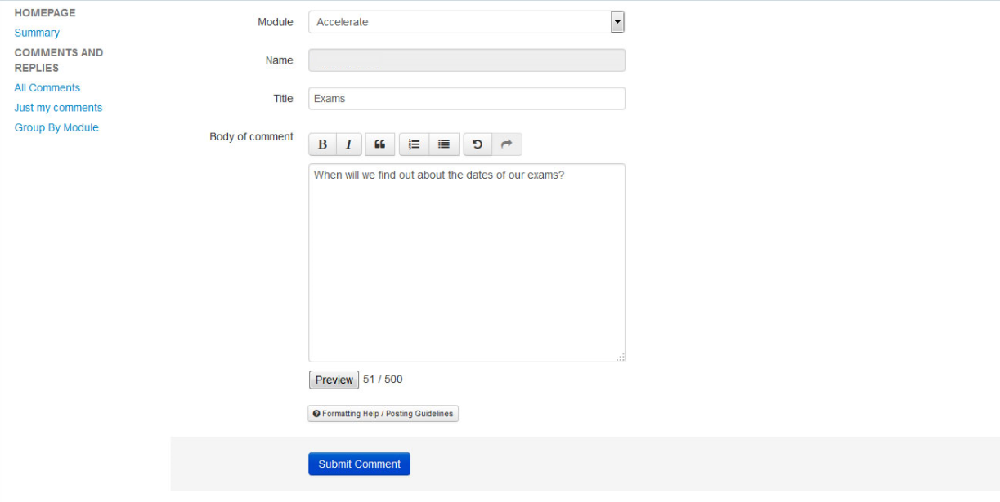 HOMEPAGE
Summary
COMMENTS AND
REPLIES
All Comments
Just my comments
Group By Module
Module
Accelerate
Name
Title
Exams
Body of comment
B I
When will we find out about the dates of our exams?
Preview 51 / 500
Formatting Help / Posting Guidelines
Submit Comment